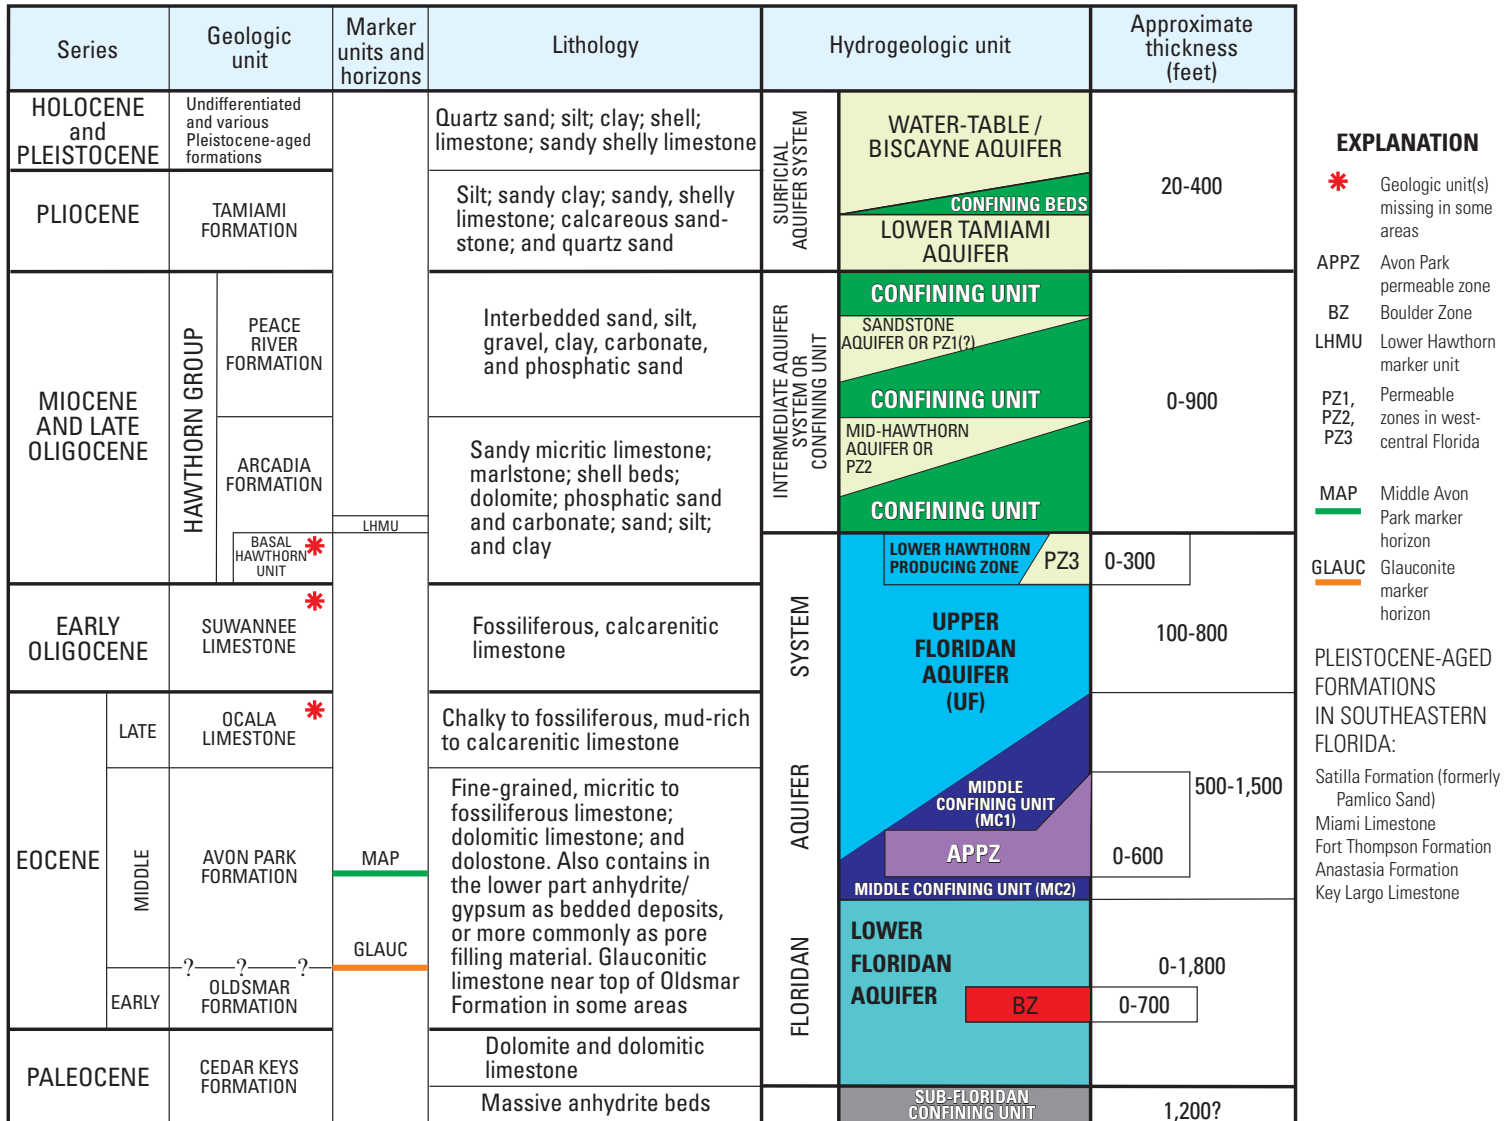 Series
Geologic
unit
Marker
units and
horizons
Lithology
Hydrogeologic unit
Approximate
thickness
(feet)
HOLOCENE
and
PLEISTOCENE
Undifferentiated
and various
Pleistocene-aged
formations
Quartz sand; silt; clay; shell;
limestone; sandy shelly limestone
SURFICIAL
AQUIFER SYSTEM
WATER-TABLE /
BISCAYNE AQUIFER
CONFINING BEDS
LOWER TAMIAMI
AQUIFER
20-400
PLIOCENE
TAMIAMI
FORMATION
Silt; sandy clay; sandy, shelly
limestone; calcareous sand-
stone; and quartz sand
MIOCENE
AND LATE
OLIGOCENE
HAWTHORN GROUP
PEACE
RIVER
FORMATION
Interbedded sand, silt,
gravel, clay, carbonate,
and phosphatic sand
INTERMEDIATE AQUIFER
SYSTEM OR
CONFINING UNIT
CONFINING UNIT
SANDSTONE
AQUIFER OR PZ1(?)
CONFINING UNIT
MID-HAWTHORN
AQUIFER OR
PZ2
CONFINING UNIT
0-900
ARCADIA
FORMATION
LHMU
Sandy micritic limestone;
marlstone; shell beds;
dolomite; phosphatic sand
and carbonate; sand; silt;
and clay
BASAL
HAWTHORN
UNIT
FLORIDAN AQUIFER SYSTEM
LOWER HAWTHORN
PRODUCING ZONE
PZ3
0-300
EARLY
OLIGOCENE
SUWANNEE
LIMESTONE
Fossiliferous, calcarenitic
limestone
UPPER
FLORIDAN
AQUIFER
(UF)
100-800
EOCENE
LATE
OCALA
LIMESTONE
Chalky to fossiliferous, mud-rich
to calcarenitic limestone
MIDDLE
AVON PARK
FORMATION
MAP
GLAUC
Fine-grained, micritic to
fossiliferous limestone;
dolomitic limestone; and
dolostone. Also contains in
the lower part anhydrite/
gypsum as bedded deposits,
or more commonly as pore
filling material. Glauconitic
limestone near top of Oldsmar
Formation in some areas
MIDDLE
CONFINING UNIT
(MC1)
500-1,500
APPZ
0-600
MIDDLE CONFINING UNIT (MC2)
? ? ?
EARLY
OLDSMAR
FORMATION
LOWER
FLORIDAN
AQUIFER
0-1,800
BZ
0-700
PALEOCENE
CEDAR KEYS
FORMATION
Dolomite and dolomitic
limestone
Massive anhydrite beds
SUB-FLORIDAN
CONFINING UNIT
1,200?
EXPLANATION
Geologic unit(s)
missing in some
areas
APPZ Avon Park
permeable zone
BZ Boulder Zone
LHMU Lower Hawthorn
marker unit
PZ1, Permeable
PZ2, zones in west-
PZ3 central Florida
MAP Middle Avon
Park marker
horizon
GLAUC Glauconite
marker
horizon
PLEISTOCENE-AGED
FORMATIONS
IN SOUTHEASTERN
FLORIDA:
Satilla Formation (formerly
Pamlico Sand)
Miami Limestone
Fort Thompson Formation
Anastasia Formation
Key Largo Limestone